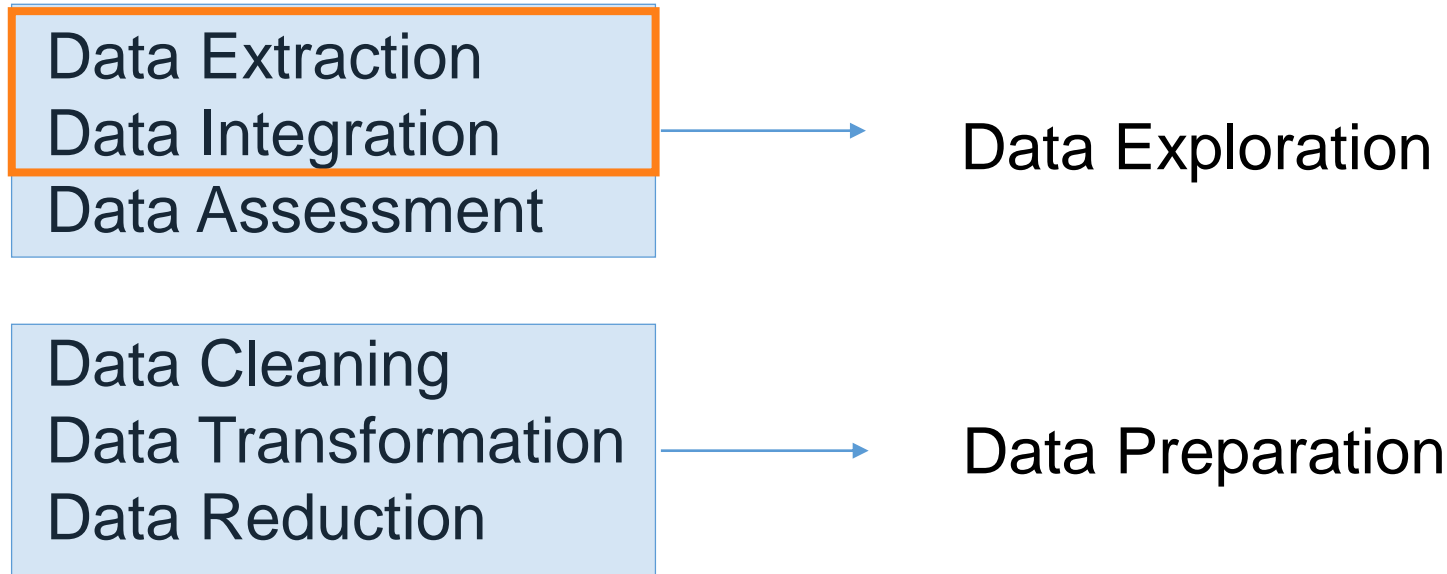 Data Extraction
Data Integration
Data Assessment
Data Exploration
Data Cleaning
Data Transformation
Data Reduction
Data Preparation